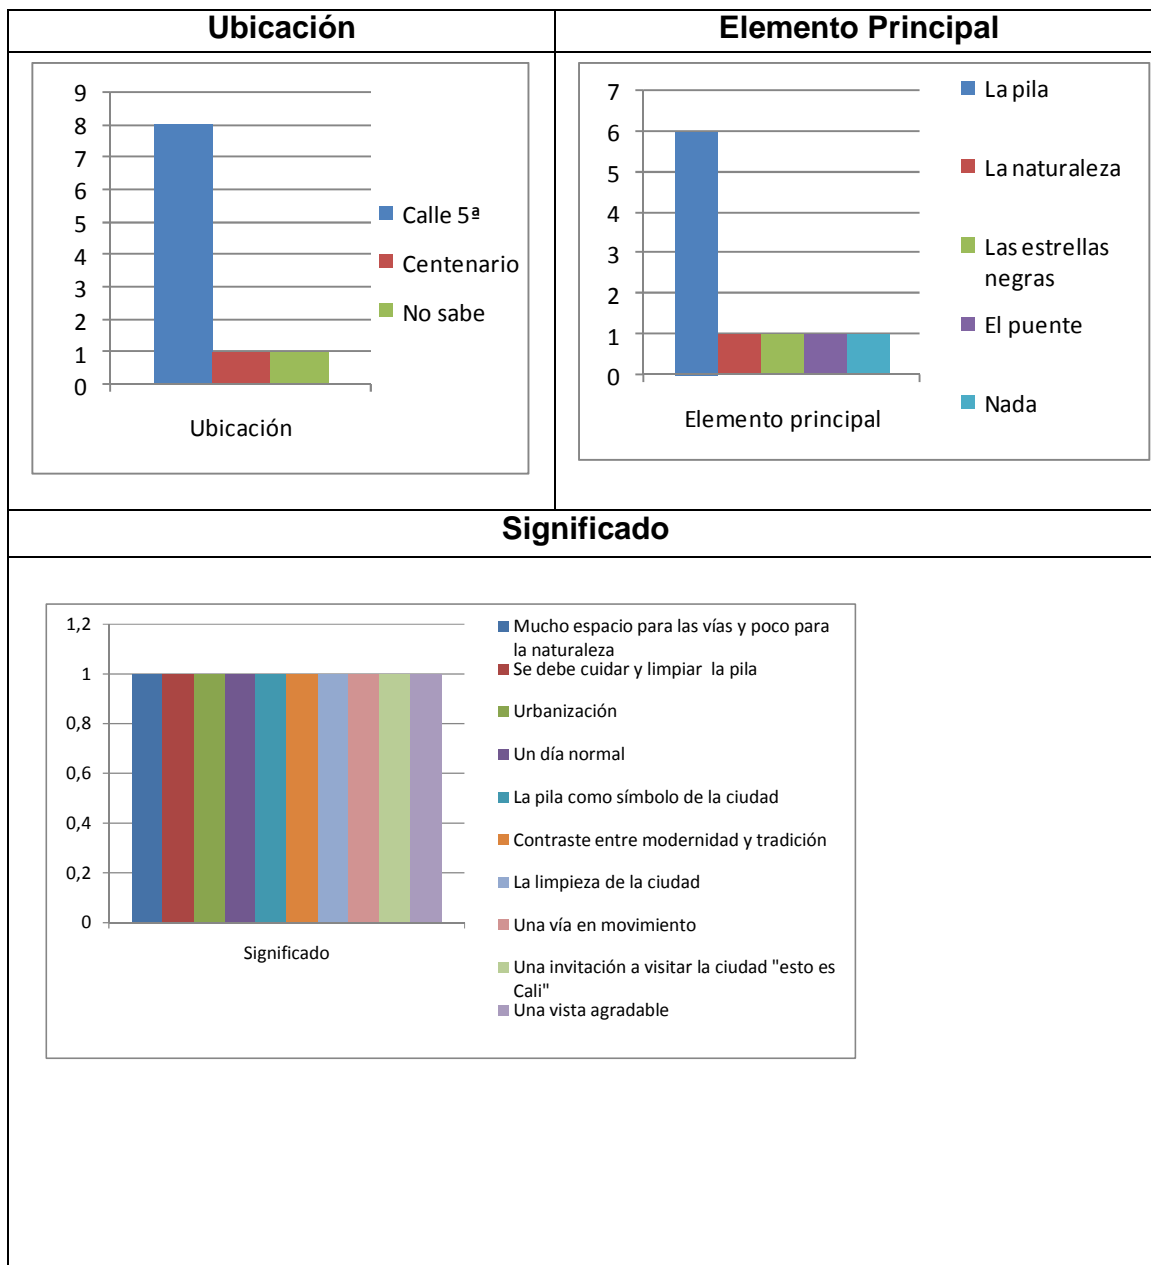 Ubicación
Elemento Principal
9
8
7
6
5
4
3
2
1
0
Ubicación
Calle 5ª
Centenario
No sabe
7
6
5
4
3
2
1
0
Elemento principal
La pila
La naturaleza
Las estrellas
negras
El puente
Nada
Significado
1,2
1
0,8
0,6
0,4
0,2
0
Significado
Mucho espacio para las vías y poco para
la naturaleza
Se debe cuidar y limpiar la pila
Urbanización
Un día normal
La pila como símbolo de la ciudad
Contraste entre modernidad y tradición
La limpieza de la ciudad
Una vía en movimiento
Una invitación a visitar la ciudad "esto es
Cali"
Una vista agradable